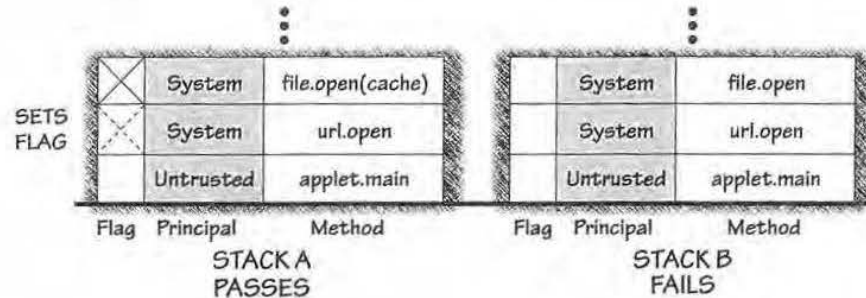 System file.open(cache)
SETS FLAG
System url.open
Untrusted applet.main
Flag Principal Method
STACK A
PASSES
System file.open
System url.open
Untrusted applet.main
Flag Principal Method
STACK B
FAILS